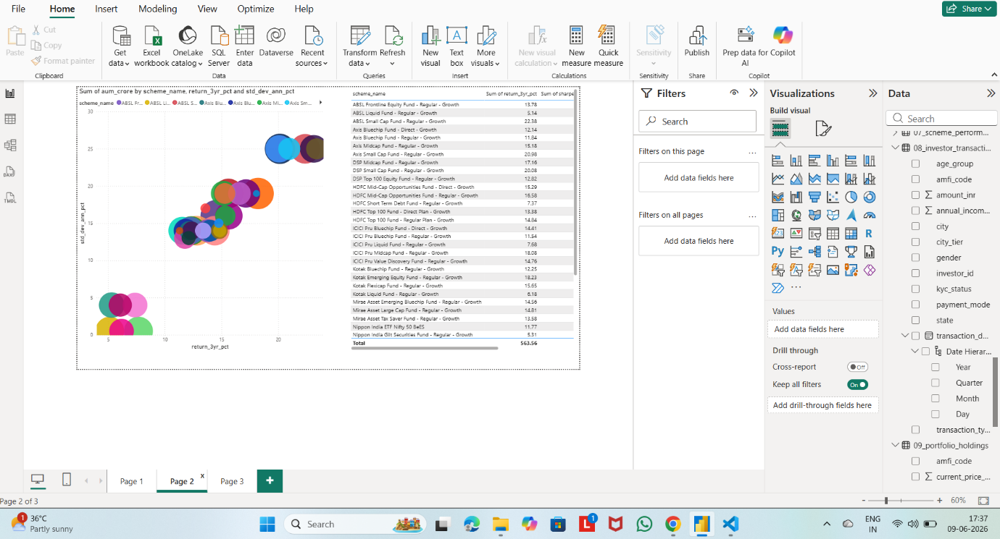 File Home Insert Modeling View Optimize Help
Share
Paste
Cut
Copy
Format painter
Clipboard
Get data
Excel workbook
OneLake catalog
SQL Server
Enter data
Dataverse
Recent sources
Data
Transform data
Refresh
Queries
New visual
Text box
More visuals
Insert
New visual calculation
New measure
Quick measure
Calculations
Sensitivity
Sensitivity
Publish
Share
Prep data for AI
Copilot
Copilot
Sum of aum_crore by scheme_name, return_3yr_pct and std_dev_ann_pct
scheme_name ABSL Fr... ABSL Li... ABSL S... Axis Blu... Axis Blu... Axis Mi... Axis Sm...
30
25
20
15
10
5
0
std_dev_ann_pct
5 10 15 20
return_3yr_pct
scheme_name Sum of return_3yr_pct Sum of sharpe
ABSL Frontline Equity Fund - Regular - Growth 13.78
ABSL Liquid Fund - Regular - Growth 5.14
ABSL Small Cap Fund - Regular - Growth 22.38
Axis Bluechip Fund - Direct - Growth 12.14
Axis Bluechip Fund - Regular - Growth 11.84
Axis Midcap Fund - Regular - Growth 15.18
Axis Small Cap Fund - Regular - Growth 20.98
DSP Midcap Fund - Regular - Growth 17.16
DSP Small Cap Fund - Regular - Growth 20.08
DSP Top 100 Equity Fund - Regular - Growth 12.82
HDFC Mid-Cap Opportunities Fund - Direct - Growth 15.29
HDFC Mid-Cap Opportunities Fund - Regular - Growth 16.58
HDFC Short Term Debt Fund - Regular - Growth 7.37
HDFC Top 100 Fund - Direct Plan - Growth 13.38
HDFC Top 100 Fund - Regular Plan - Growth 14.84
ICICI Pru Bluechip Fund - Direct - Growth 14.41
ICICI Pru Bluechip Fund - Regular - Growth 11.54
ICICI Pru Liquid Fund - Regular - Growth 7.68
ICICI Pru Midcap Fund - Regular - Growth 18.08
ICICI Pru Value Discovery Fund - Regular - Growth 14.76
Kotak Bluechip Fund - Regular - Growth 12.25
Kotak Emerging Equity Fund - Regular - Growth 18.23
Kotak Flexicap Fund - Regular - Growth 15.65
Kotak Liquid Fund - Regular - Growth 6.18
Mirae Asset Emerging Bluechip Fund - Regular - Growth 14.56
Mirae Asset Large Cap Fund - Regular - Growth 14.81
Mirae Asset Tax Saver Fund - Regular - Growth 13.58
Nippon India ETF Nifty 50 BeES 11.77
Nippon India Gilt Securities Fund - Regular - Growth 5.31
Total 563.56
Filters
Search
Filters on this page ...
Add data fields here
Filters on all pages ...
Add data fields here
Visualizations
Build visual
123
R
Py
...
Values
Add data fields here
Drill through
Cross-report Off
Keep all filters On
Add drill-through fields here
Data
Search
07_scheme_perform...
08_investor_transacti...
age_group
amfi_code
amount_inr
annual_incom...
city
city_tier
gender
investor_id
kyc_status
payment_mode
state
transaction_d...
Date Hierar...
Year
Quarter
Month
Day
transaction_ty...
09_portfolio_holdings
amfi_code
current_price_...
DAX
TMDL
Page 1 Page 2 x Page 3 +
Page 2 of 3
- + 60%
1
36°C
Partly sunny
Search
L
1
ENG
IN
17:37
09-06-2026